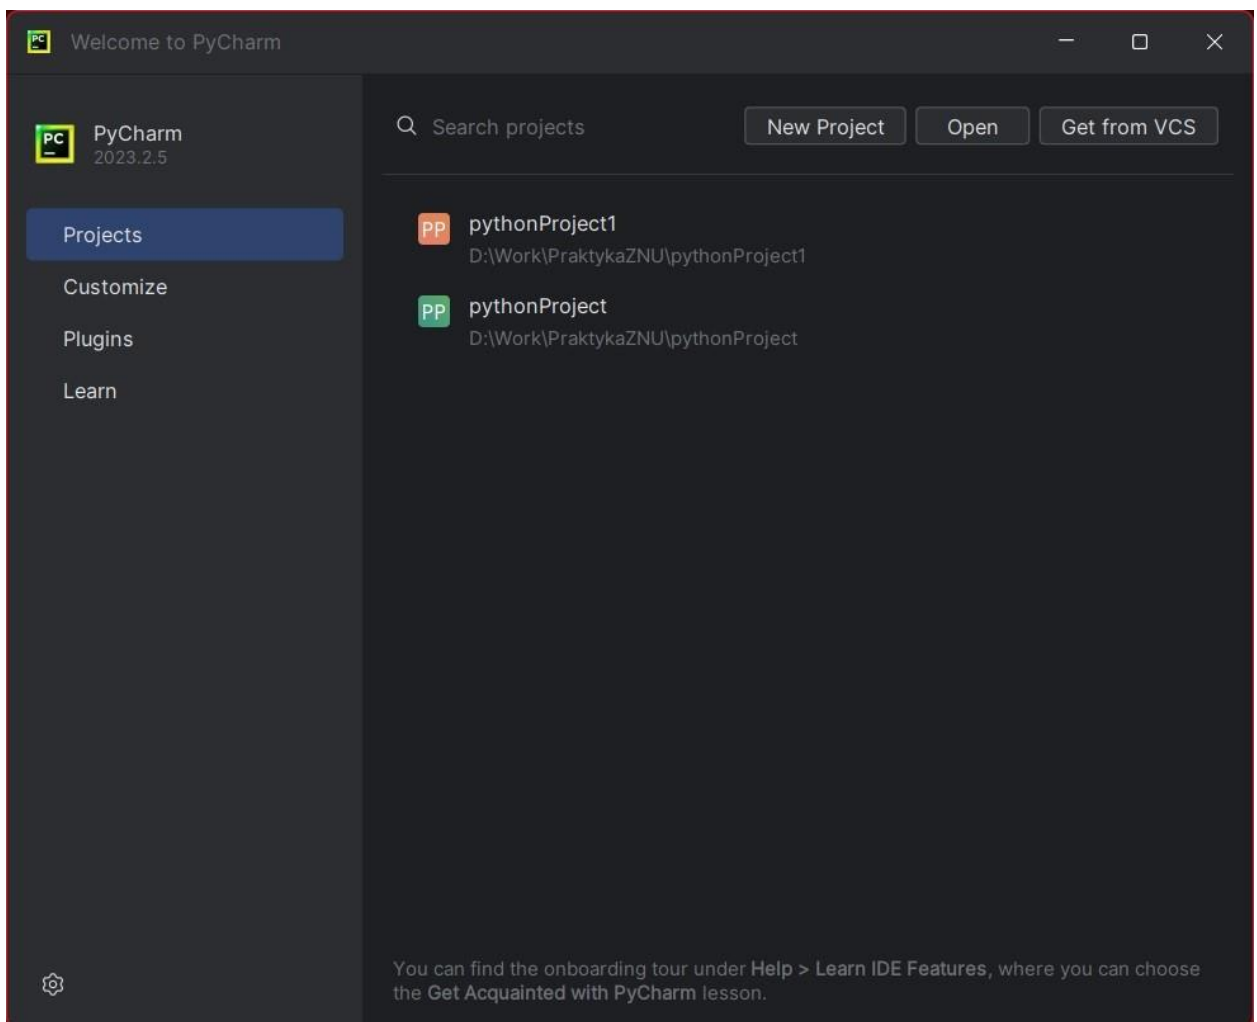 PC
Welcome to PyCharm
PC
PyCharm
2023.2.5
Projects
Customize
Plugins
Learn
Search projects
New Project
Open
Get from VCS
PP
pythonProject1
D:\Work\PraktykaZNU\pythonProject1
PP
pythonProject
D:\Work\PraktykaZNU\pythonProject
You can find the onboarding tour under Help > Learn IDE Features, where you can choose
the Get Acquainted with PyCharm lesson.